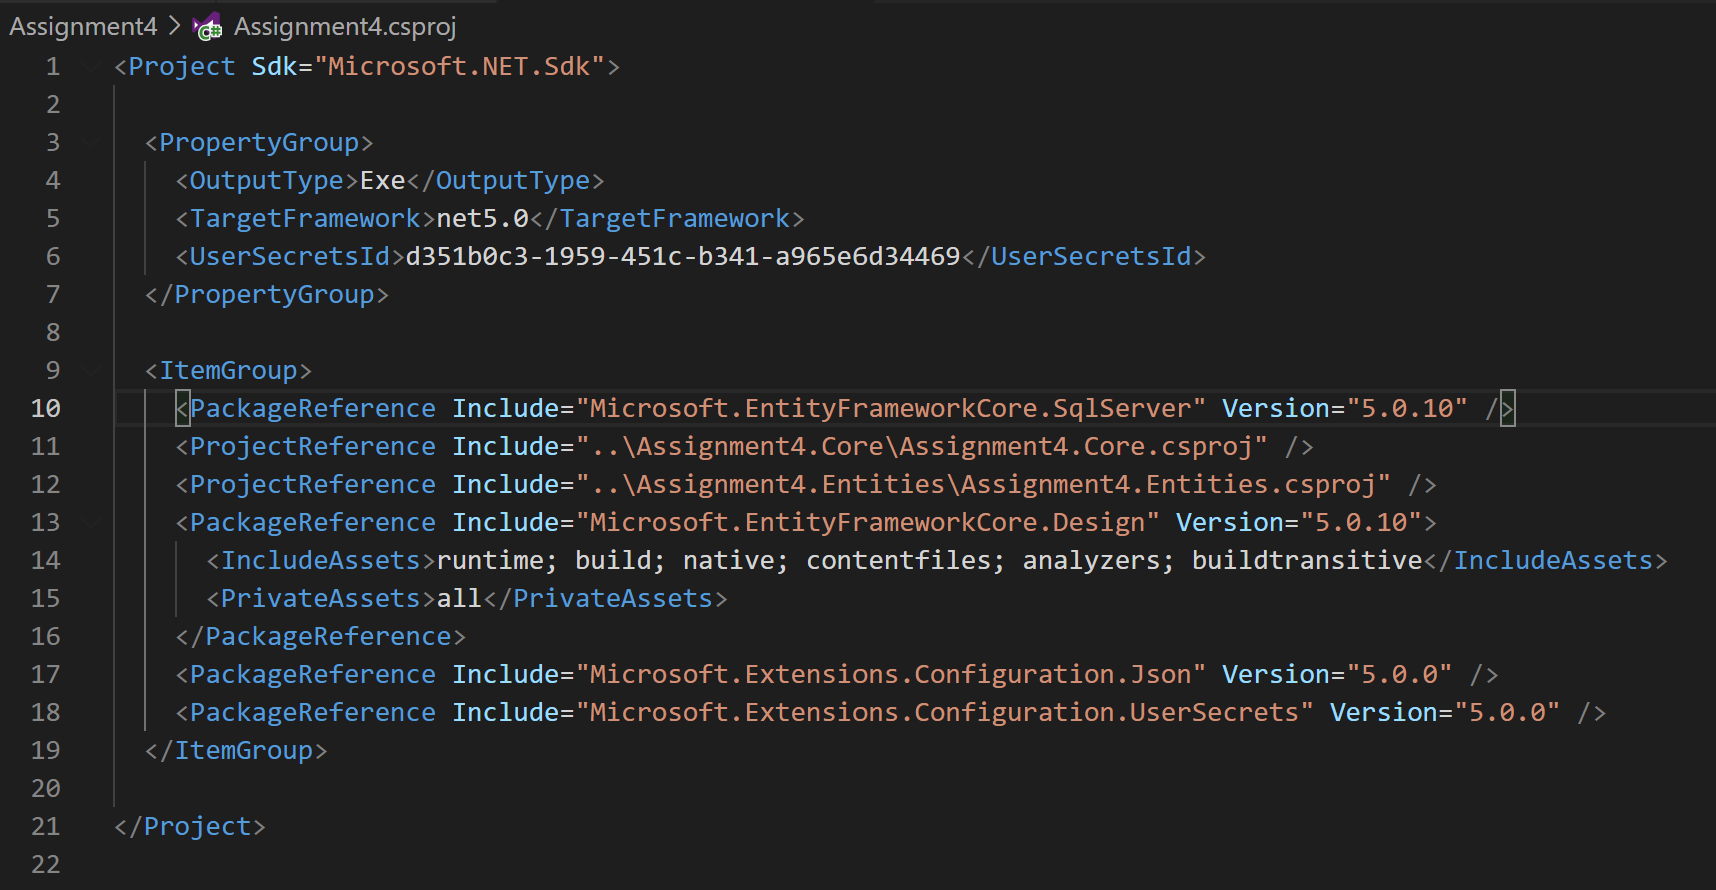 Assignment4 > Assignment4.csproj
1 <Project Sdk="Microsoft.NET.Sdk">
2
3 <PropertyGroup>
4 <OutputType>Exe</OutputType>
5 <TargetFramework>net5.0</TargetFramework>
6 <UserSecretsId>d351b0c3-1959-451c-b341-a965e6d34469</UserSecretsId>
7 </PropertyGroup>
8
9 <ItemGroup>
10 <PackageReference Include="Microsoft.EntityFrameworkCore.SqlServer" Version="5.0.10" />
11 <ProjectReference Include="..\Assignment4.Core\Assignment4.Core.csproj" />
12 <ProjectReference Include="..\Assignment4.Entities\Assignment4.Entities.csproj" />
13 <PackageReference Include="Microsoft.EntityFrameworkCore.Design" Version="5.0.10">
14 <IncludeAssets>runtime; build; native; contentfiles; analyzers; buildtransitive</IncludeAssets>
15 <PrivateAssets>all</PrivateAssets>
16 </PackageReference>
17 <PackageReference Include="Microsoft.Extensions.Configuration.Json" Version="5.0.0" />
18 <PackageReference Include="Microsoft.Extensions.Configuration.UserSecrets" Version="5.0.0" />
19 </ItemGroup>
20
21 </Project>
22